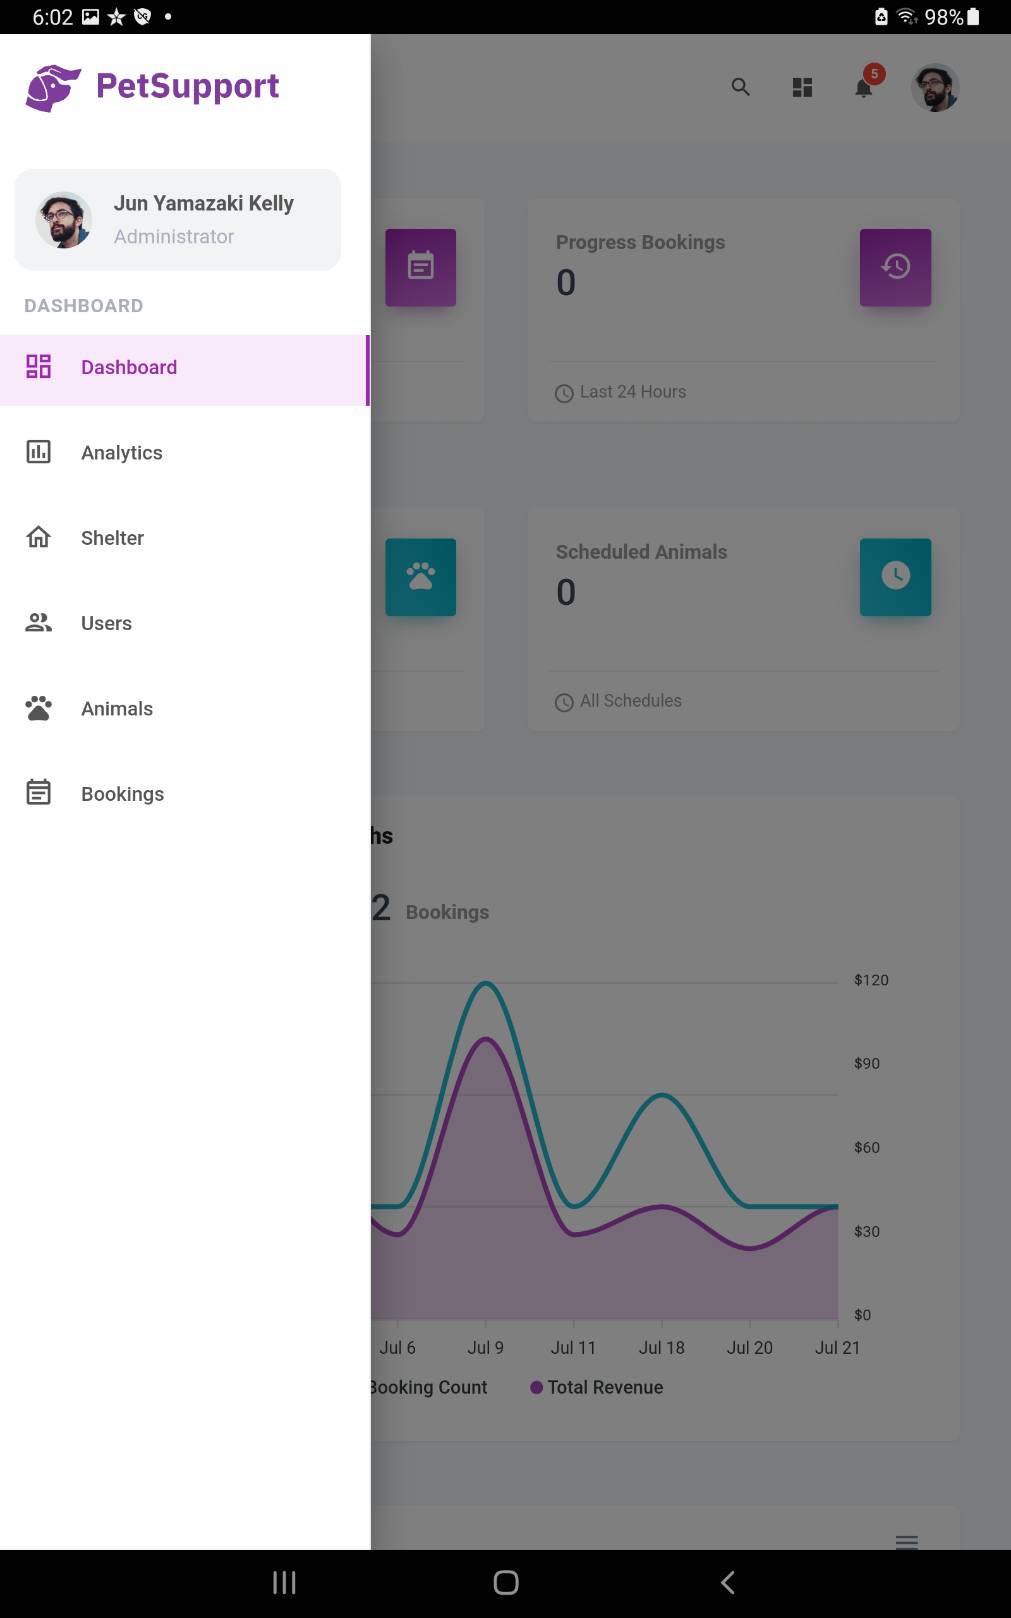 6:02
98%
PetSupport
5
Jun Yamazaki Kelly
Administrator
DASHBOARD
Dashboard
Analytics
Shelter
Users
Animals
Bookings
Progress Bookings
0
Last 24 Hours
Scheduled Animals
0
All Schedules
hs
2 Bookings
$120
$90
$60
$30
$0
Jul 6 Jul 9 Jul 11 Jul 18 Jul 20 Jul 21
Booking Count Total Revenue